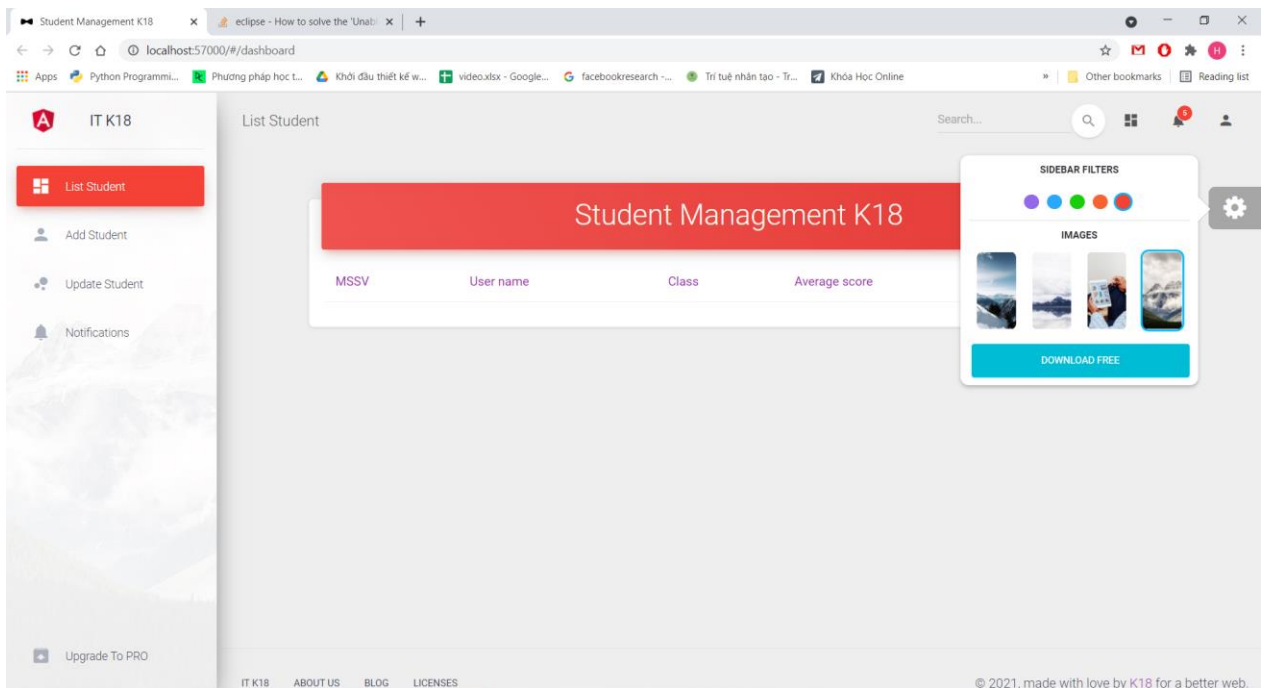 Student Management K18
eclipse - How to solve the 'Unabl
localhost:57000/#/dashboard
H
Apps
Python Programmi...
Phương pháp học t...
Khởi đầu thiết kế w...
video.xlsx - Google...
facebookresearch -...
Trí tuệ nhân tạo - Tr...
Khóa Học Online
»
Other bookmarks
Reading list
IT K18
List Student
Search...
5
List Student
Add Student
Update Student
Notifications
Upgrade To PRO
Student Management K18
MSSV User name Class Average score
SIDEBAR FILTERS
IMAGES
DOWNLOAD FREE
IT K18 ABOUT US BLOG LICENSES
© 2021, made with love by K18 for a better web.